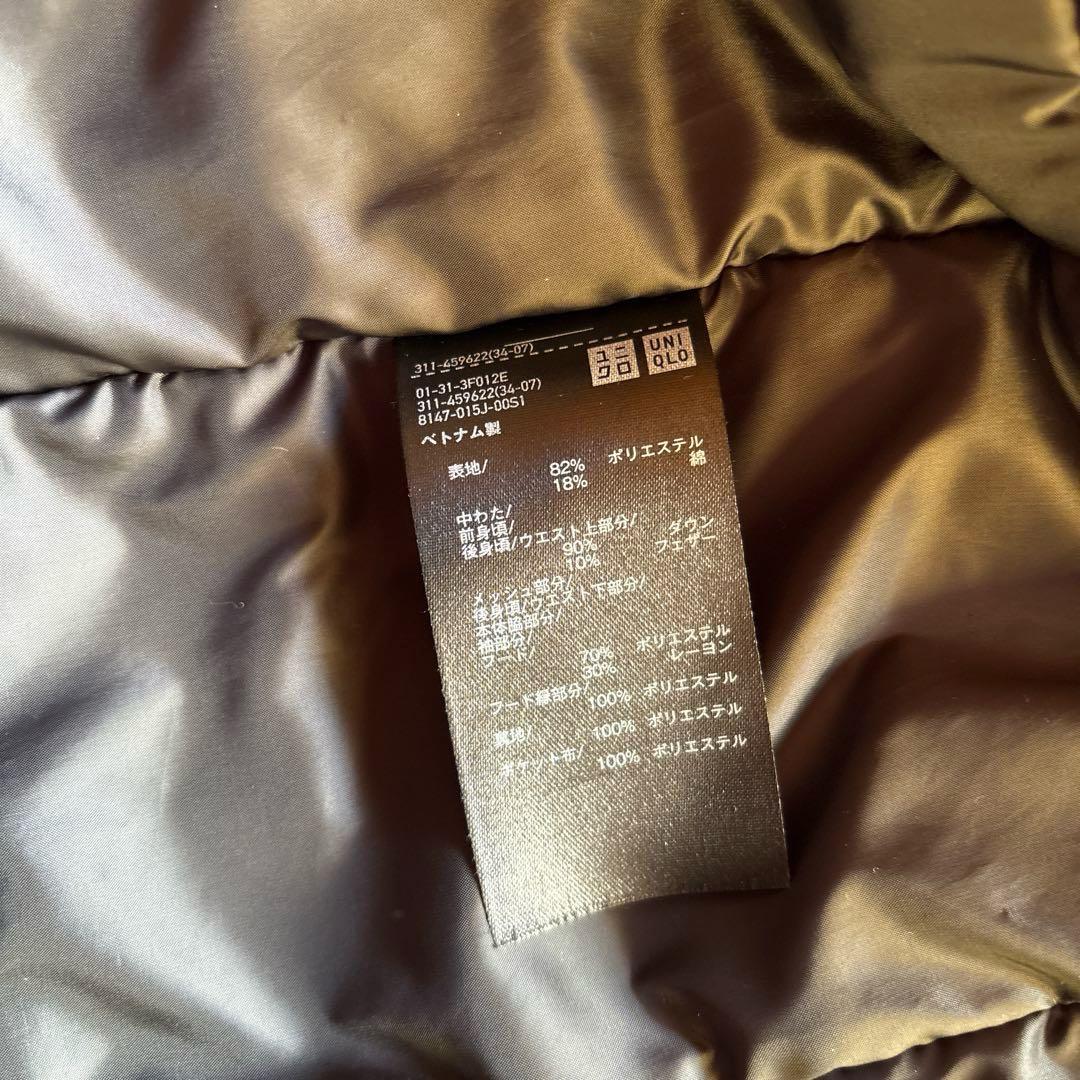 311-459622(34-07)
ユニ
クロ
UNI
QLO
01-31-3F012E
311-459622(34-07)
8147-015J-00S1
ベトナム製
表地/ 82% ポリエステル
18% 綿
中わた/
前身頃/
後身頃/ウエスト上部分/
90% ダウン
10% フェザー
メッシュ部分/
後身頃/ウエスト下部分/
本体脇部分/
袖部分/
フード/ 70% ポリエステル
30% レーヨン
フード縁部分/
100% ポリエステル
裏地/ 100% ポリエステル
ポケット布/ 100% ポリエステル